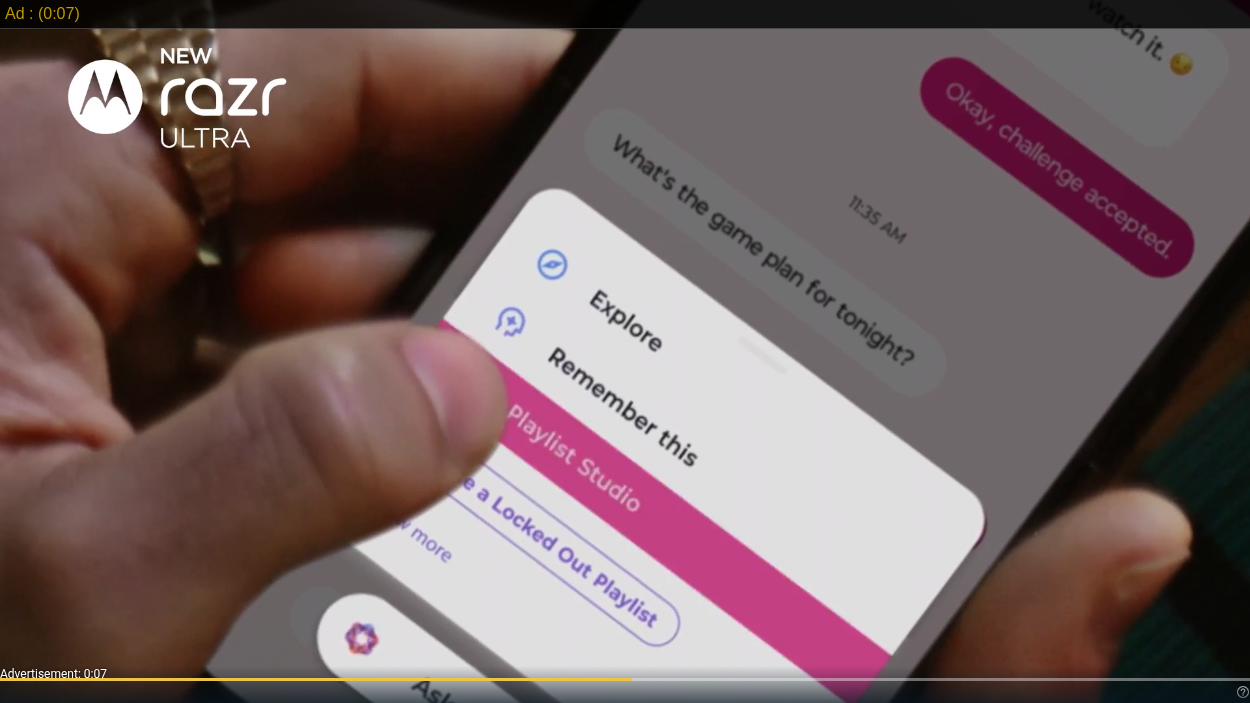 Ad : (0:07)
NEW
razr
ULTRA
watch it. 😉
Okay, challenge accepted.
11:35 AM
What's the game plan for tonight?
Explore
Remember this
Playlist Studio
a Locked Out Playlist
more
Advertisement: 0:07